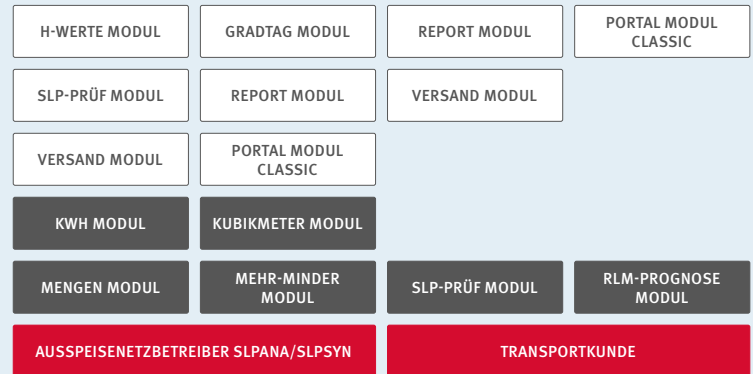 H-WERTE MODUL
GRADTAG MODUL
REPORT MODUL
PORTAL MODUL
CLASSIC
SLP-PRÜF MODUL
REPORT MODUL
VERSAND MODUL
VERSAND MODUL
PORTAL MODUL
CLASSIC
KWH MODUL
KUBIKMETER MODUL
MENGEN MODUL
MEHR-MINDER
MODUL
SLP-PRÜF MODUL
RLM-PROGNOSE
MODUL
AUSSPEISENETZBETREIBER SLPANA/SLPSYN
TRANSPORTKUNDE